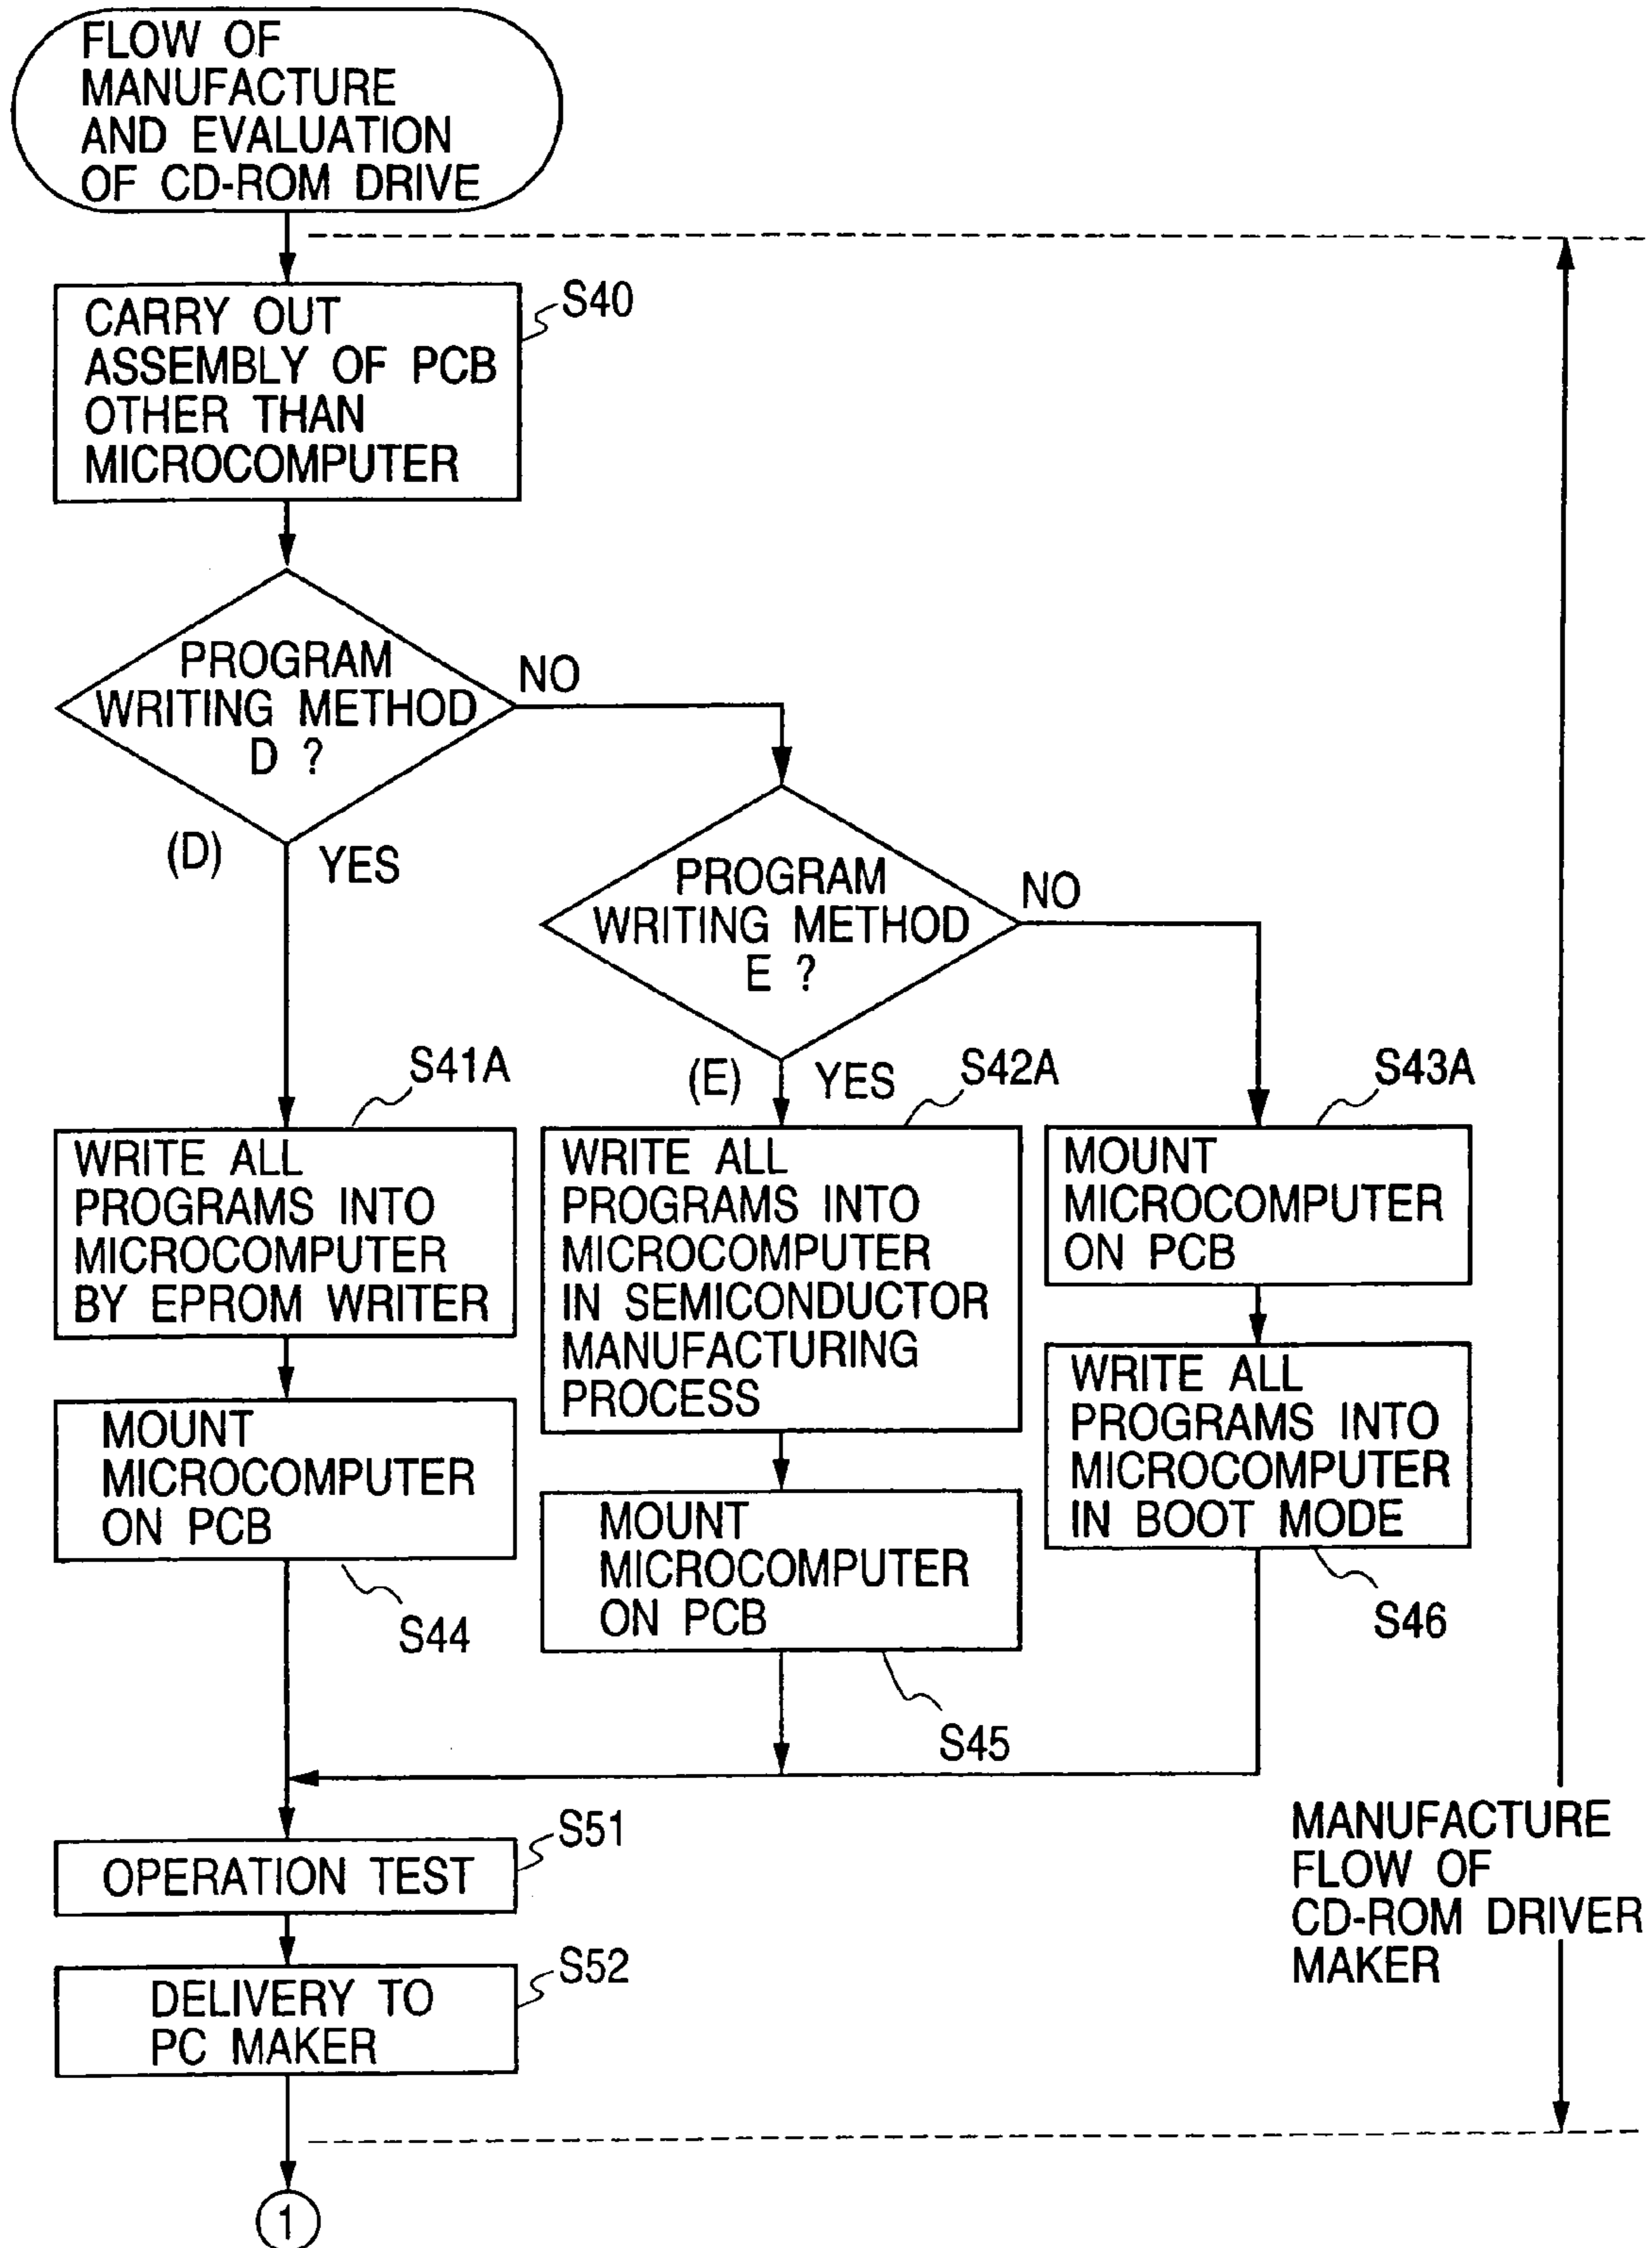 FLOW OF
MANUFACTURE
AND EVALUATION
OF CD-ROM DRIVE
S40
CARRY OUT
ASSEMBLY OF PCB
OTHER THAN
MICROCOMPUTER
PROGRAM
WRITING METHOD
D ?
NO
(D)
YES
PROGRAM
WRITING METHOD
E ?
NO
(E)
YES
S41A
WRITE ALL
PROGRAMS INTO
MICROCOMPUTER
BY EPROM WRITER
MOUNT
MICROCOMPUTER
ON PCB
S44
S42A
WRITE ALL
PROGRAMS INTO
MICROCOMPUTER
IN SEMICONDUCTOR
MANUFACTURING
PROCESS
MOUNT
MICROCOMPUTER
ON PCB
S45
S43A
MOUNT
MICROCOMPUTER
ON PCB
WRITE ALL
PROGRAMS INTO
MICROCOMPUTER
IN BOOT MODE
S46
S51
OPERATION TEST
S52
DELIVERY TO
PC MAKER
MANUFACTURE
FLOW OF
CD-ROM DRIVER
MAKER
1